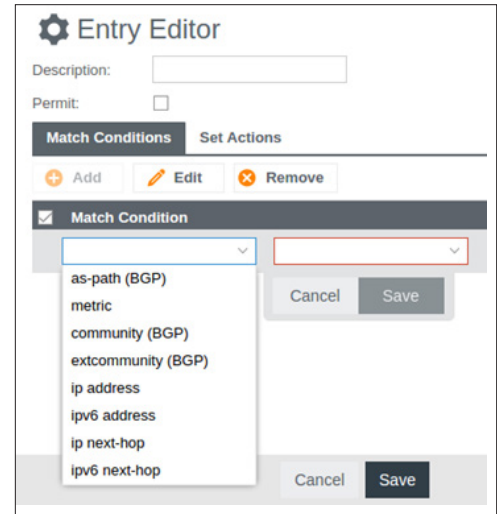 Entry Editor
Description:
Permit:
Match Conditions Set Actions
Add Edit Remove
Match Condition
as-path (BGP)
metric
Cancel Save
community (BGP)
extcommunity (BGP)
ip address
ipv6 address
ip next-hop
ipv6 next-hop
Cancel Save